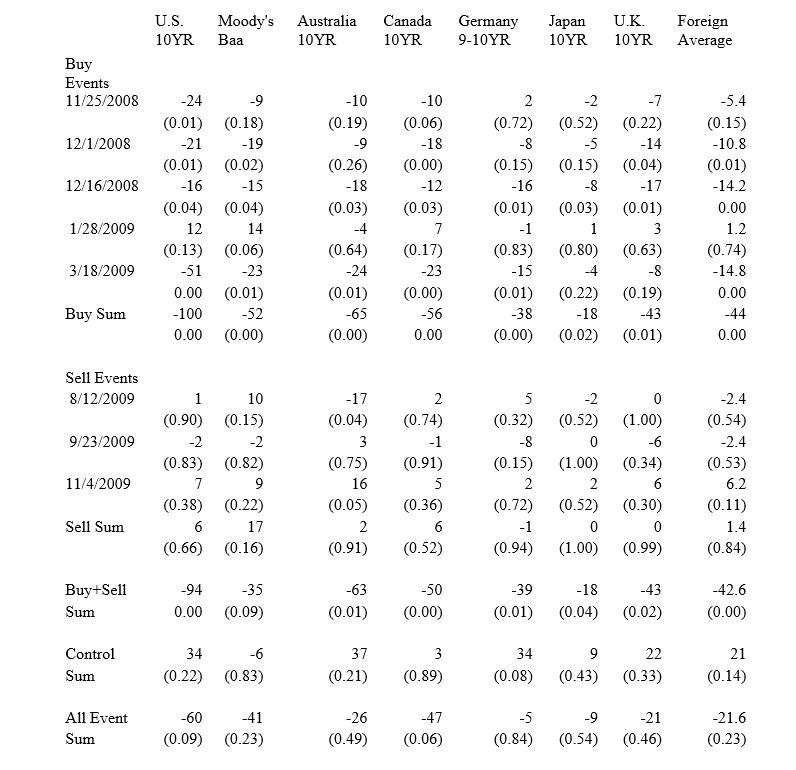 U.S. Moody's Australia Canada Germany Japan U.K. Foreign
10YR Baa 10YR 10YR 9-10YR 10YR 10YR Average
Buy
Events
11/25/2008 -24 -9 -10 -10 2 -2 -7 -5.4
(0.01) (0.18) (0.19) (0.06) (0.72) (0.52) (0.22) (0.15)
12/1/2008 -21 -19 -9 -18 -8 -5 -14 -10.8
(0.01) (0.02) (0.26) (0.00) (0.15) (0.15) (0.04) (0.01)
12/16/2008 -16 -15 -18 -12 -16 -8 -17 -14.2
(0.04) (0.04) (0.03) (0.03) (0.01) (0.03) (0.01) 0.00
1/28/2009 12 14 -4 7 -1 1 3 1.2
(0.13) (0.06) (0.64) (0.17) (0.83) (0.80) (0.63) (0.74)
3/18/2009 -51 -23 -24 -23 -15 -4 -8 -14.8
0.00 (0.01) (0.01) (0.00) (0.01) (0.22) (0.19) 0.00
Buy Sum -100 -52 -65 -56 -38 -18 -43 -44
0.00 (0.00) (0.00) 0.00 (0.00) (0.02) (0.01) 0.00
Sell Events
8/12/2009 1 10 -17 2 5 -2 0 -2.4
(0.90) (0.15) (0.04) (0.74) (0.32) (0.52) (1.00) (0.54)
9/23/2009 -2 -2 3 -1 -8 0 -6 -2.4
(0.83) (0.82) (0.75) (0.91) (0.15) (1.00) (0.34) (0.53)
11/4/2009 7 9 16 5 2 2 6 6.2
(0.38) (0.22) (0.05) (0.36) (0.72) (0.52) (0.30) (0.11)
Sell Sum 6 17 2 6 -1 0 0 1.4
(0.66) (0.16) (0.91) (0.52) (0.94) (1.00) (0.99) (0.84)
Buy+Sell -94 -35 -63 -50 -39 -18 -43 -42.6
Sum 0.00 (0.09) (0.01) (0.00) (0.01) (0.04) (0.02) (0.00)
Control 34 -6 37 3 34 9 22 21
Sum (0.22) (0.83) (0.21) (0.89) (0.08) (0.43) (0.33) (0.14)
All Event -60 -41 -26 -47 -5 -9 -21 -21.6
Sum (0.09) (0.23) (0.49) (0.06) (0.84) (0.54) (0.46) (0.23)